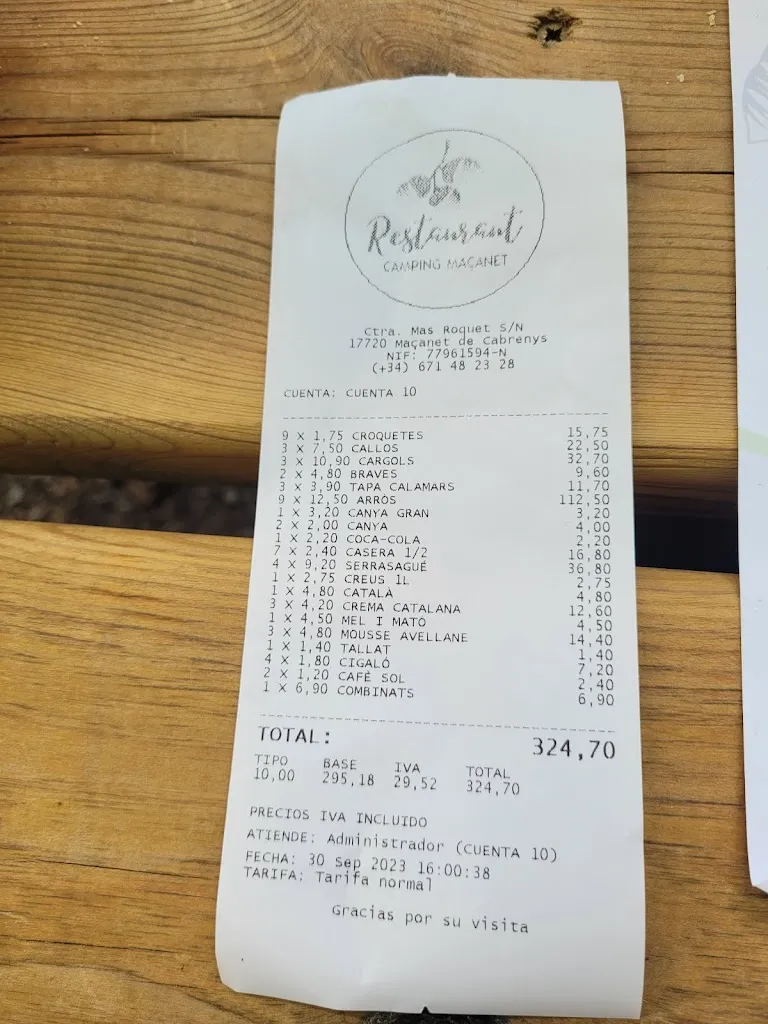 Restaurant
CAMPING MAÇANET
Ctra. Mas Roquet S/N
17720 Maçanet de Cabrenys
NIF: 77961594-N
(+34) 671 48 23 28
CUENTA: CUENTA 10
9 X 1,75 CROQUETES 15,75
3 X 7,50 CALLOS 22,50
3 X 10,90 CARGOLS 32,70
2 X 4,80 BRAVES 9,60
3 X 3,90 TAPA CALAMARS 11,70
9 X 12,50 ARRÒS 112,50
1 X 3,20 CANYA GRAN 3,20
2 X 2,00 CANYA 4,00
1 X 2,20 COCA-COLA 2,20
7 X 2,40 CASERA 1/2 16,80
4 X 9,20 SERRASAGUÉ 36,80
1 X 2,75 CREUS 1L 2,75
1 X 4,80 CATALÀ 4,80
3 X 4,20 CREMA CATALANA 12,60
1 X 4,50 MEL I MATÓ 4,50
3 X 4,80 MOUSSE AVELLANE 14,40
1 X 1,40 TALLAT 1,40
4 X 1,80 CIGALÓ 7,20
2 X 1,20 CAFÈ SOL 2,40
1 X 6,90 COMBINATS 6,90
TOTAL: 324,70
TIPO BASE IVA TOTAL
10,00 295,18 29,52 324,70
PRECIOS IVA INCLUIDO
ATIENDE: Administrador (CUENTA 10)
FECHA: 30 Sep 2023 16:00:38
TARIFA: Tarifa normal
Gracias por su visita